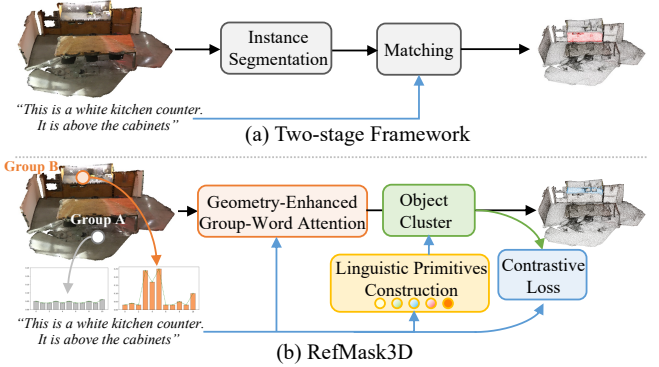 Instance
Segmentation
Matching
“This is a white kitchen counter.
It is above the cabinets”
(a) Two-stage Framework
Group B
Group A
Geometry-Enhanced
Group-Word Attention
Object
Cluster
Linguistic Primitives
Construction
Contrastive
Loss
“This is a white kitchen counter.
It is above the cabinets”
(b) RefMask3D